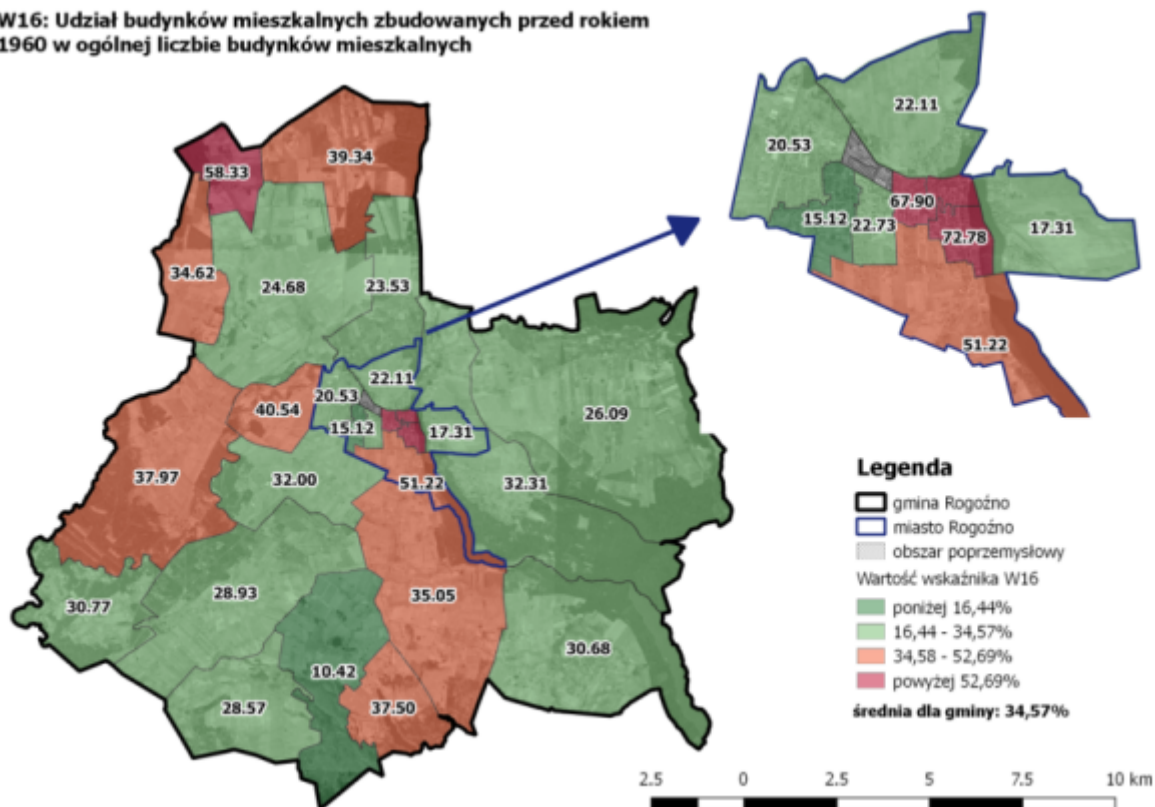 W16: Udział budynków mieszkalnych zbudowanych przed rokiem
1960 w ogólnej liczbie budynków mieszkalnych
22.11
20.53
67.90
15.12
22.73
72.78
17.31
51.22
58.33
39.34
34.62
24.68
23.53
22.11
20.53
40.54
15.12
17.31
26.09
37.97
32.00
51.22
32.31
30.77
28.93
35.05
30.68
10.42
28.57
37.50
Legenda
gmina Rogoźno
miasto Rogoźno
obszar poprzemysłowy
Wartość wskaźnika W16
poniżej 16,44%
16,44 - 34,57%
34,58 - 52,69%
powyżej 52,69%
średnia dla gminy: 34,57%
2.5 0 2.5 5 7.5 10 km